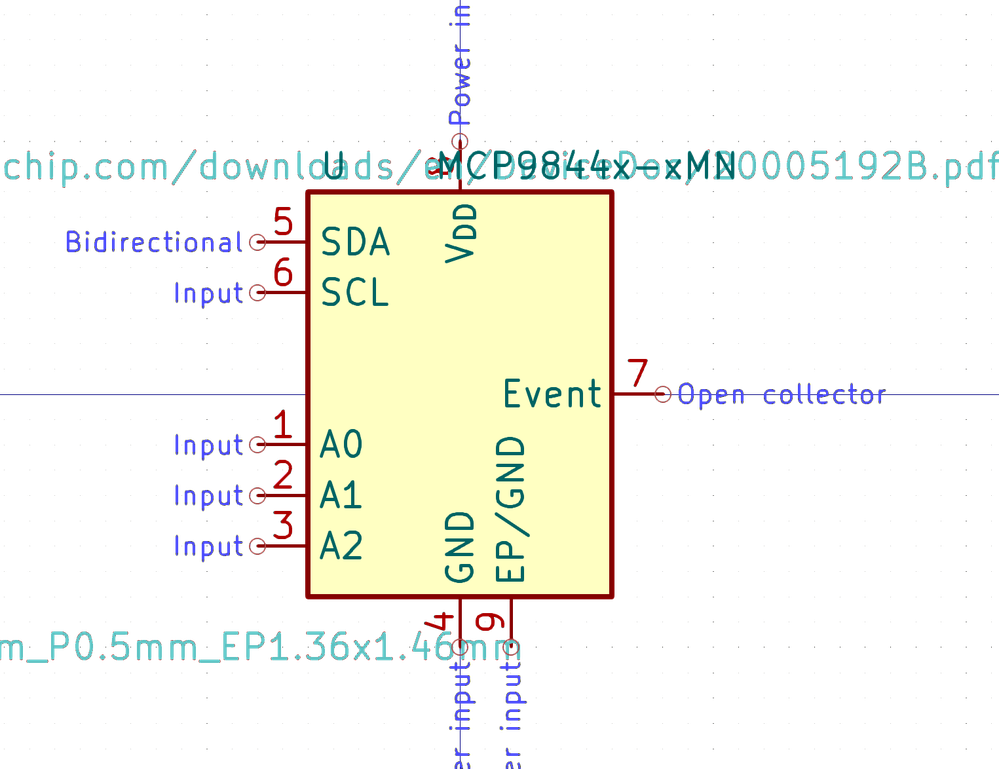 Power in
chip.com/downloads/en/DeviceDoc/20005192B.pdf
U
8
MCP9844x-xMN
VDD
Bidirectional
5
SDA
Input
6
SCL
Event
7
Open collector
Input
1
A0
Input
2
A1
Input
3
A2
GND
EP/GND
4
9
m_P0.5mm_EP1.36x1.46mm
er input
er input